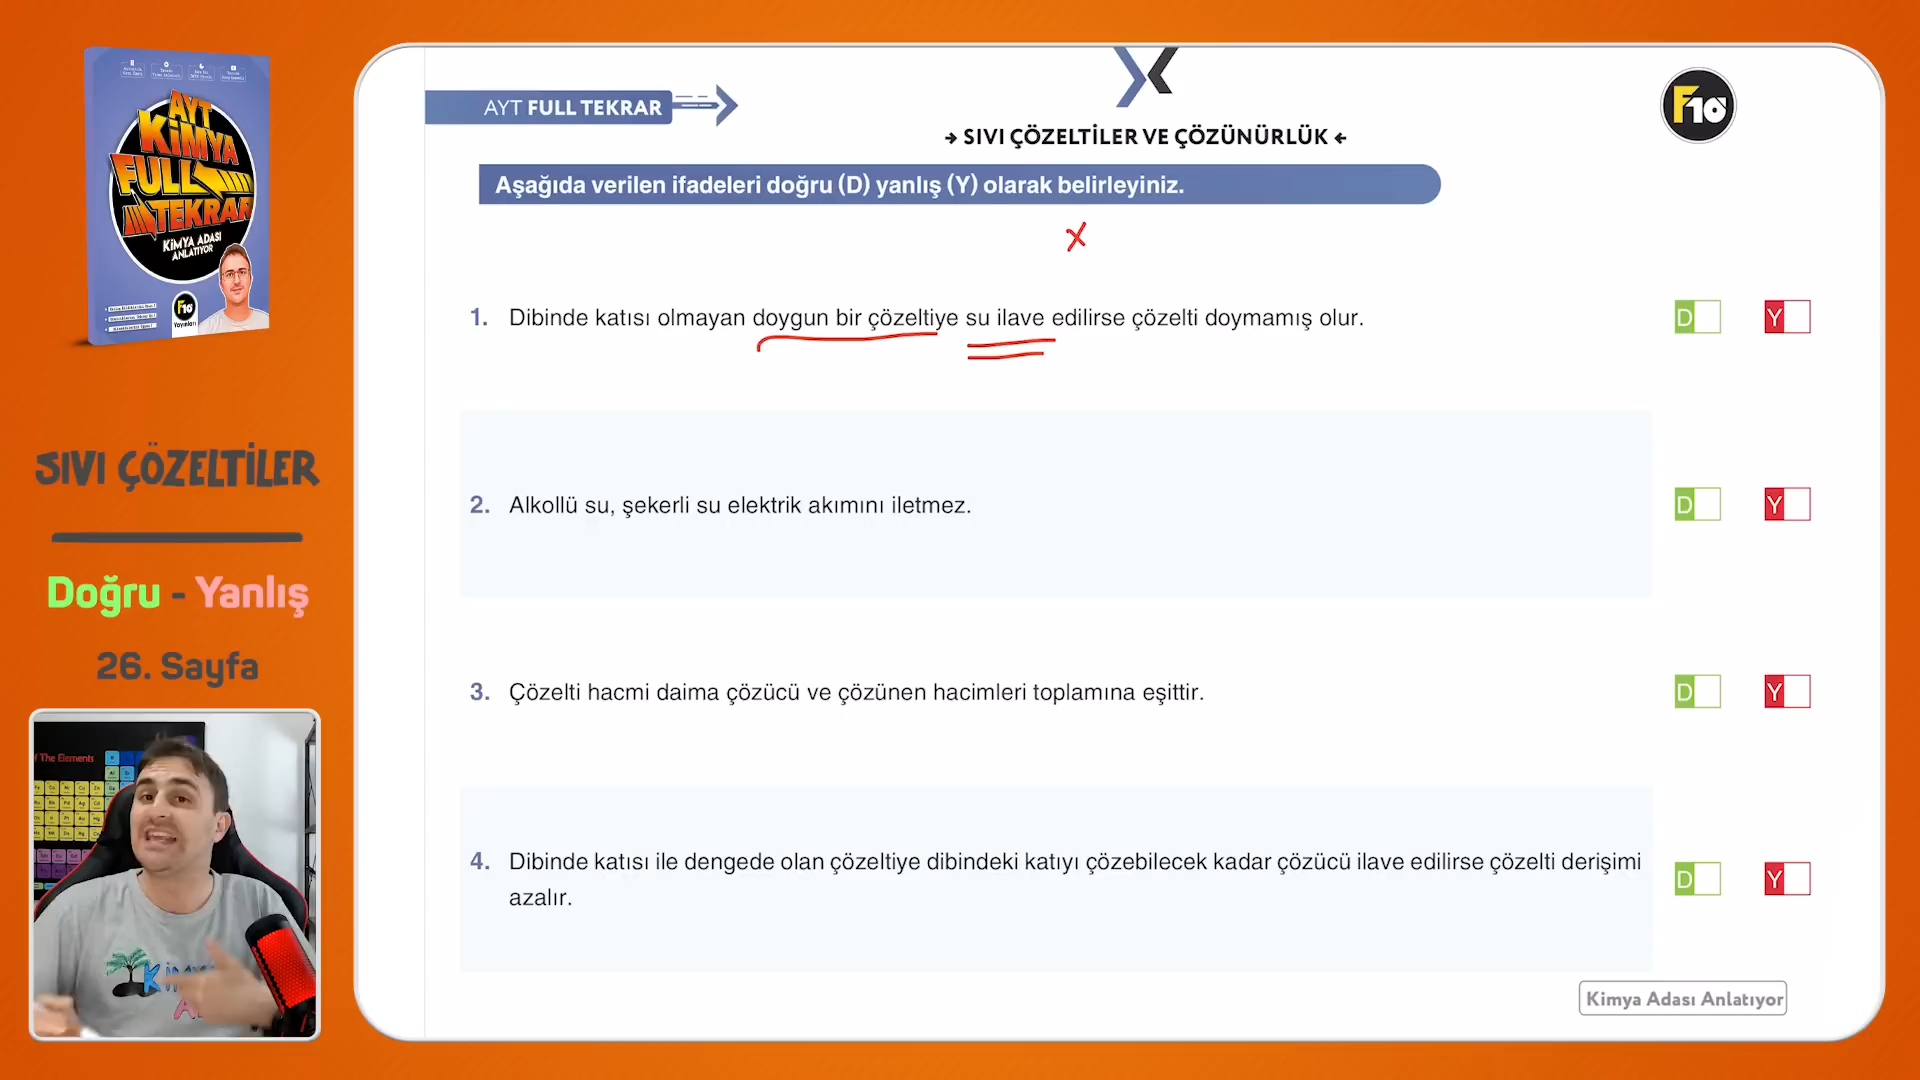 AYT
KİMYA
FULL
TEKRAR
KİMYA ADASI
ANLATIYOR
F10
Yayınları
SIVI ÇÖZELTİLER
Doğru - Yanlış
26. Sayfa
The Elements
AYT FULL TEKRAR
→ SIVI ÇÖZELTİLER VE ÇÖZÜNÜRLÜK ←
F10
Aşağıda verilen ifadeleri doğru (D) yanlış (Y) olarak belirleyiniz.
1. Dibinde katısı olmayan doygun bir çözeltiye su ilave edilirse çözelti doymamış olur. D Y
2. Alkollü su, şekerli su elektrik akımını iletmez. D Y
3. Çözelti hacmi daima çözücü ve çözünen hacimleri toplamına eşittir. D Y
4. Dibinde katısı ile dengede olan çözeltiye dibindeki katıyı çözebilecek kadar çözücü ilave edilirse çözelti derişimi D Y
azalır.
Kimya Adası Anlatıyor